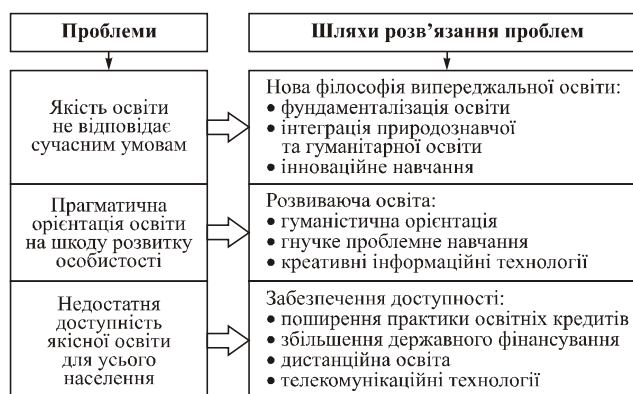 Проблеми
Шляхи розв’язання проблем
Якість освіти
не відповідає
сучасним умовам
Нова філософія випереджальної освіти:
• фундаменталізація освіти
• інтеграція природознавчої
та гуманітарної освіти
• інноваційне навчання
Прагматична
орієнтація освіти
на шкоду розвитку
особистості
Розвиваюча освіта:
• гуманістична орієнтація
• гнучке проблемне навчання
• креативні інформаційні технології
Недостатня
доступність
якісної освіти
для усього
населення
Забезпечення доступності:
• поширення практики освітніх кредитів
• збільшення державного фінансування
• дистанційна освіта
• телекомунікаційні технології